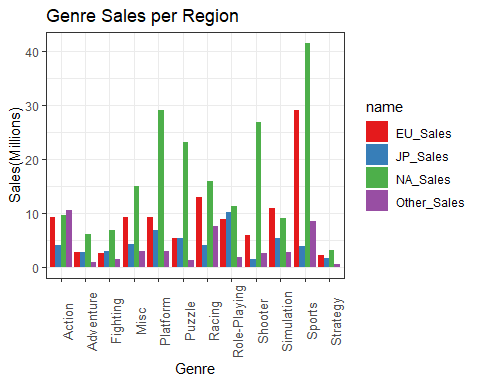 Genre Sales per Region
Sales(Millions)
40
30
20
10
0
Action
Adventure
Fighting
Misc
Platform
Puzzle
Racing
Role-Playing
Shooter
Simulation
Sports
Strategy
Genre
name
EU_Sales
JP_Sales
NA_Sales
Other_Sales